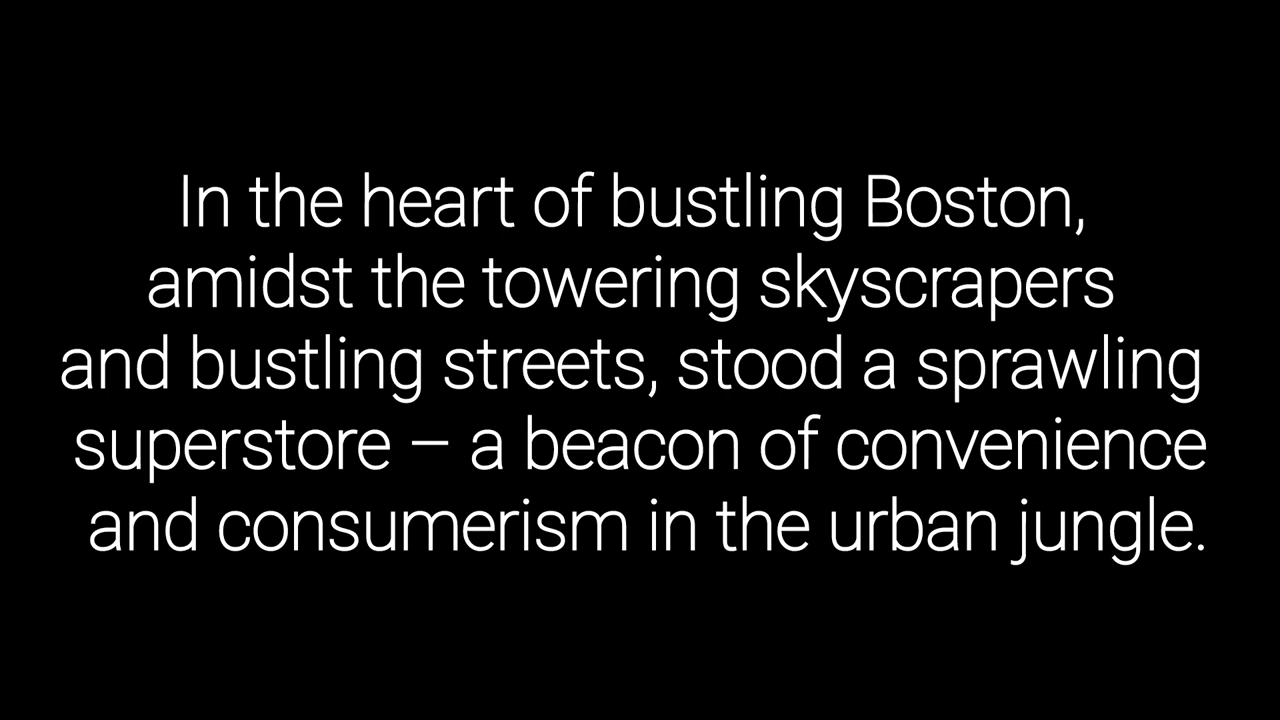 In the heart of bustling Boston,
amidst the towering skyscrapers
and bustling streets, stood a sprawling
superstore – a beacon of convenience
and consumerism in the urban jungle.